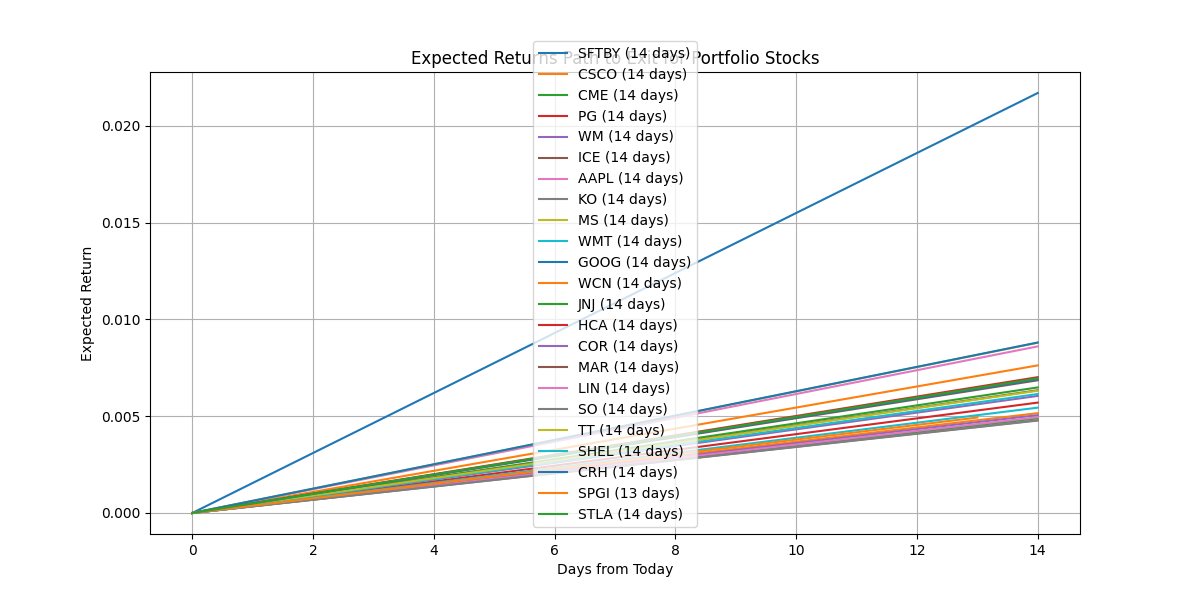 Expected Returns Path to Exit for Portfolio Stocks
SFTBY (14 days)
CSCO (14 days)
CME (14 days)
PG (14 days)
WM (14 days)
ICE (14 days)
AAPL (14 days)
KO (14 days)
MS (14 days)
WMT (14 days)
GOOG (14 days)
WCN (14 days)
JNJ (14 days)
HCA (14 days)
COR (14 days)
MAR (14 days)
LIN (14 days)
SO (14 days)
TT (14 days)
SHEL (14 days)
CRH (14 days)
SPGI (13 days)
STLA (14 days)
Expected Return
0.020
0.015
0.010
0.005
0.000
0 2 4 6 8 10 12 14
Days from Today